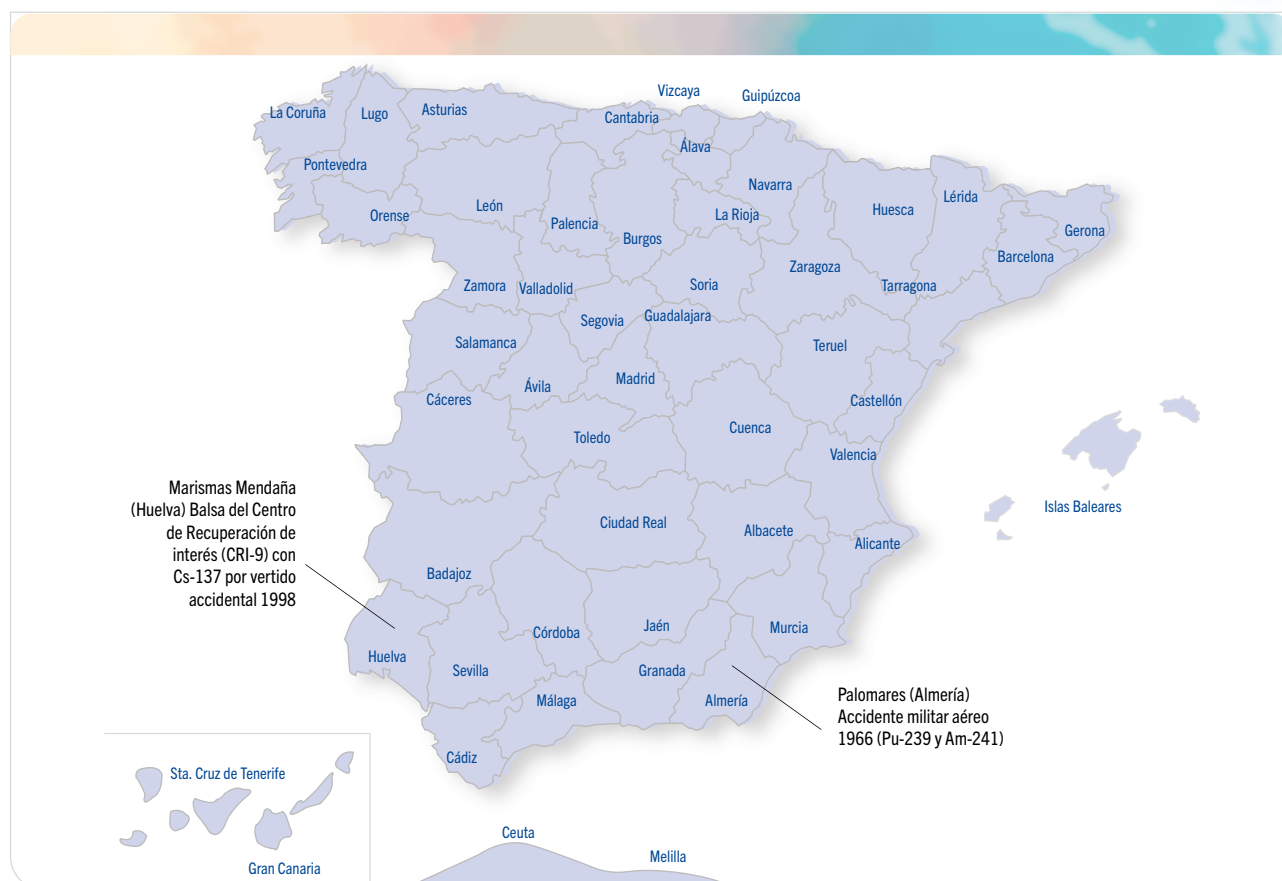 Vizcaya
Guipúzcoa
La Coruña
Lugo
Asturias
Cantabria
Álava
Pontevedra
Navarra
Lérida
Orense
León
Palencia
Burgos
La Rioja
Huesca
Gerona
Barcelona
Zamora
Valladolid
Soria
Zaragoza
Tarragona
Segovia
Guadalajara
Salamanca
Teruel
Ávila
Madrid
Cáceres
Castellón
Toledo
Cuenca
Valencia
Islas Baleares
Marismas Mendaña
(Huelva) Balsa del Centro
de Recuperación de
interés (CRI-9) con
Cs-137 por vertido
accidental 1998
Ciudad Real
Albacete
Alicante
Badajoz
Córdoba
Jaén
Murcia
Huelva
Sevilla
Granada
Málaga
Almería
Palomares (Almería)
Accidente militar aéreo
1966 (Pu-239 y Am-241)
Cádiz
Sta. Cruz de Tenerife
Gran Canaria
Ceuta
Melilla